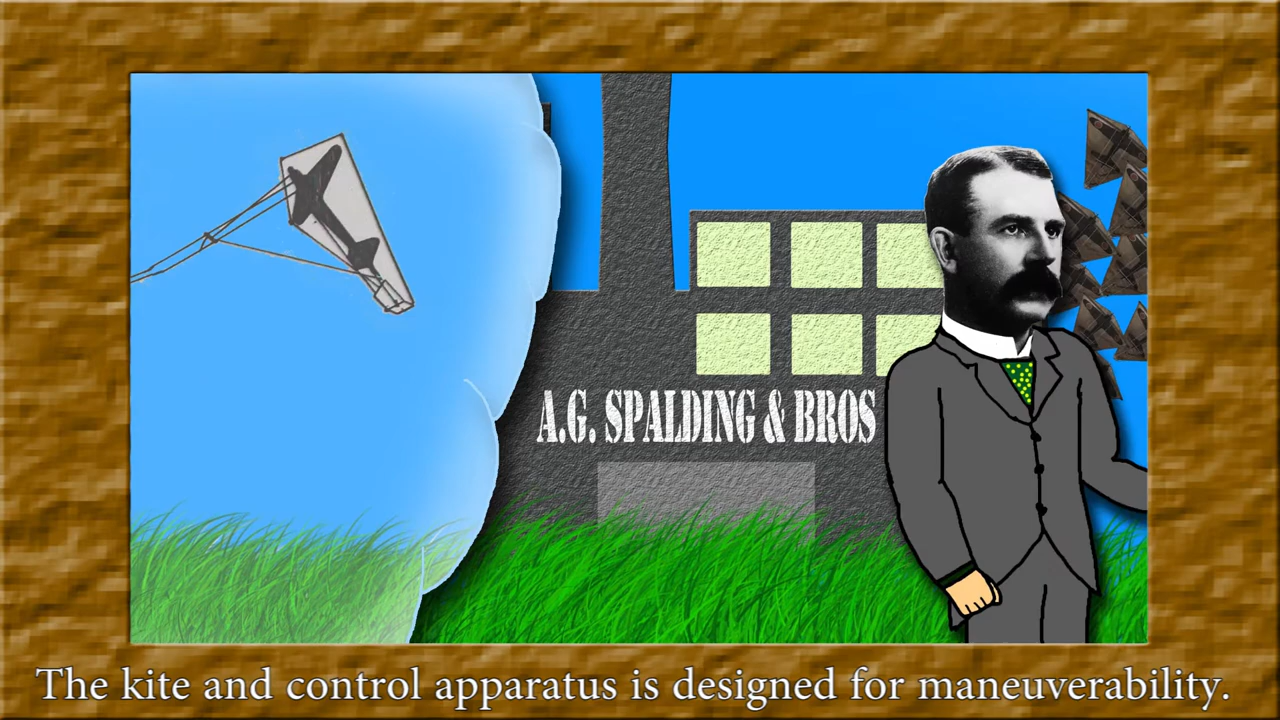 A.G. SPALDING & BROS
The kite and control apparatus is designed for maneuverability.